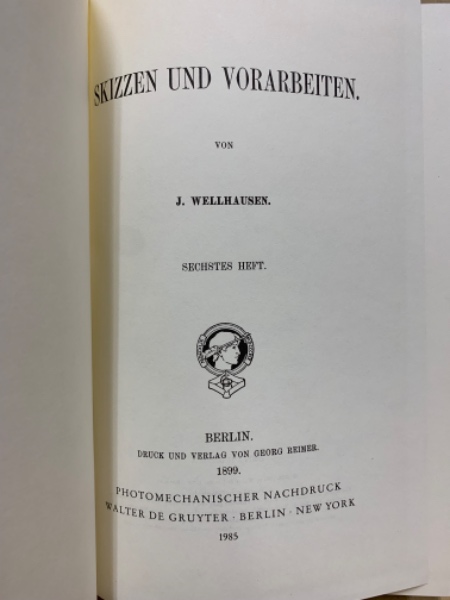 SKIZZEN UND VORARBEITEN.
VON
J. WELLHAUSEN.
SECHSTES HEFT.
BERLIN.
DRUCK UND VERLAG VON GEORG REIMER.
1899.
PHOTOMECHANISCHER NACHDRUCK
WALTER DE GRUYTER · BERLIN · NEW YORK
1985